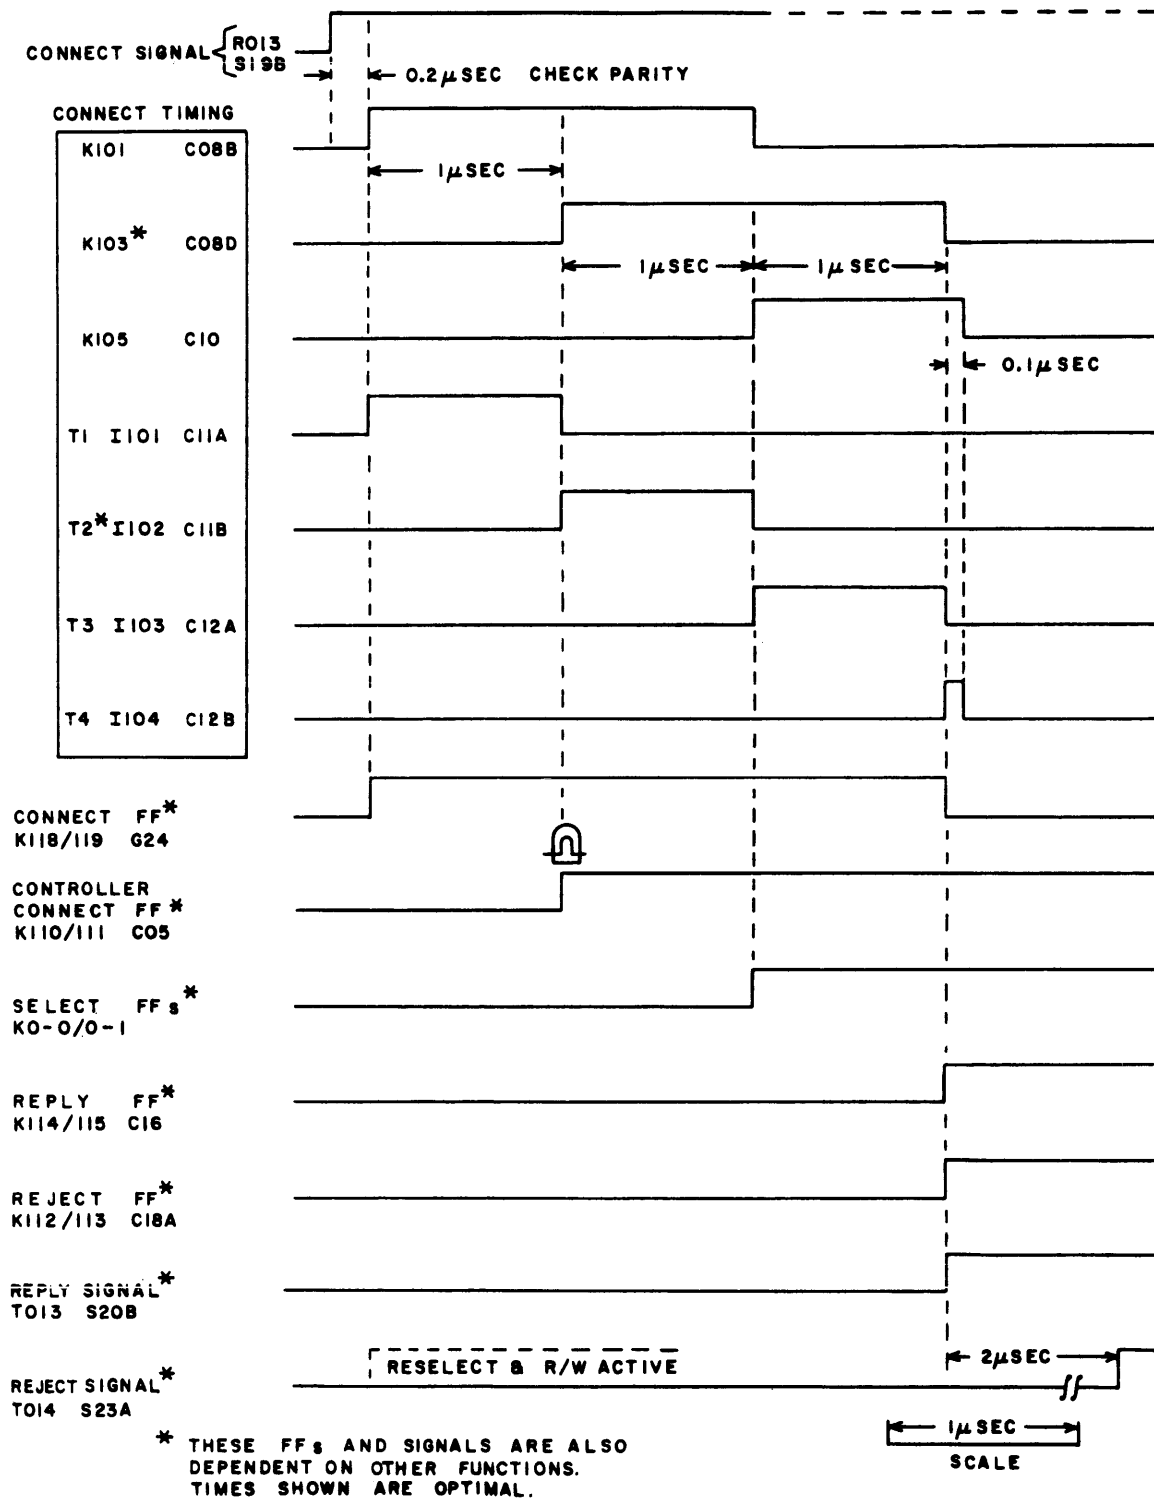 CONNECT SIGNAL { R013
S19B
0.2μSEC CHECK PARITY
CONNECT TIMING
K101 C08B
1μSEC
K103* C08D
1μSEC 1μSEC
K105 C10
0.1μSEC
T1 I101 C11A
T2* I102 C11B
T3 I103 C12A
T4 I104 C12B
CONNECT FF*
K118/119 G24
CONTROLLER
CONNECT FF*
K110/111 C05
SELECT FFs*
K0-0/0-1
REPLY FF*
K114/115 C16
REJECT FF*
K112/113 C18A
REPLY SIGNAL*
T013 S20B
RESELECT & R/W ACTIVE
2μSEC
REJECT SIGNAL*
T014 S23A
1μSEC
SCALE
* THESE FFs AND SIGNALS ARE ALSO
DEPENDENT ON OTHER FUNCTIONS.
TIMES SHOWN ARE OPTIMAL.